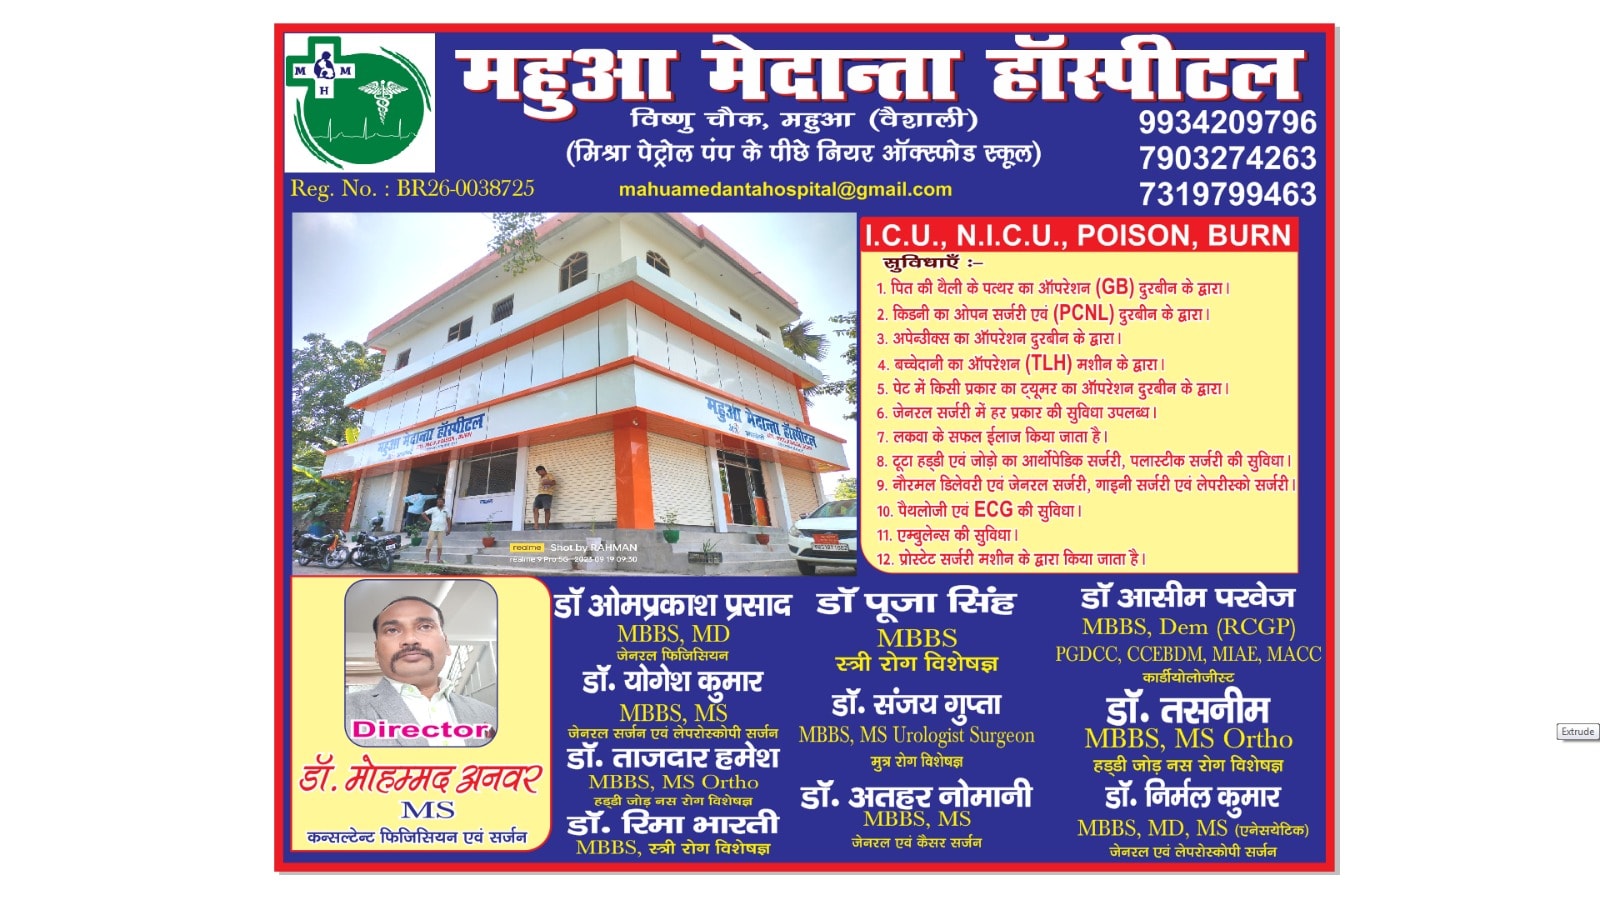 M M
H
महुआ मेदान्ता हॉस्पीटल
विष्णु चौक, महुआ (वैशाली)
(मिश्रा पेट्रोल पंप के पीछे नियर ऑक्स्फोड स्कूल)
9934209796
7903274263
7319799463
Reg. No. : BR26-0038725
mahuamedantahospital@gmail.com
महुआ मेदान्ता हॉस्पीटल
महुआ मेदान्ता हॉस्पीटल
realme Shot by RAHMAN
realme 9 Pro 5G 2023.09.19 09:50
I.C.U., N.I.C.U., POISON, BURN
सुविधाएँ :–
1. पित की थैली के पत्थर का ऑपरेशन (GB) दुरबीन के द्वारा।
2. किडनी का ओपन सर्जरी एवं (PCNL) दुरबीन के द्वारा।
3. अपेन्डीक्स का ऑपरेशन दुरबीन के द्वारा।
4. बच्चेदानी का ऑपरेशन (TLH) मशीन के द्वारा।
5. पेट में किसी प्रकार का ट्यूमर का ऑपरेशन दुरबीन के द्वारा।
6. जेनरल सर्जरी में हर प्रकार की सुविधा उपलब्ध।
7. लकवा के सफल ईलाज किया जाता है।
8. टूटा हड्डी एवं जोड़ो का आर्थोपेडिक सर्जरी, पलास्टीक सर्जरी की सुविधा।
9. नौरमल डिलेवरी एवं जेनरल सर्जरी, गाइनी सर्जरी एवं लेपरीस्को सर्जरी।
10. पैथलोजी एवं ECG की सुविधा।
11. एम्बुलेन्स की सुविधा।
12. प्रोस्टेट सर्जरी मशीन के द्वारा किया जाता है।
Director
डॉ. मोहम्मद अनवर
MS
कन्सल्टेन्ट फिजिसियन एवं सर्जन
डॉ ओमप्रकाश प्रसाद
MBBS, MD
जेनरल फिजिसियन
डॉ. योगेश कुमार
MBBS, MS
जेनरल सर्जन एवं लेपरोस्कोपी सर्जन
डॉ. ताजदार हमेश
MBBS, MS Ortho
हड्डी जोड़ नस रोग विशेषज्ञ
डॉ. रिमा भारती
MBBS, स्त्री रोग विशेषज्ञ
डॉ पूजा सिंह
MBBS
स्त्री रोग विशेषज्ञ
डॉ. संजय गुप्ता
MBBS, MS Urologist Surgeon
मुत्र रोग विशेषज्ञ
डॉ. अतहर नोमानी
MBBS, MS
जेनरल एवं कैसर सर्जन
डॉ आसीम परवेज
MBBS, Dem (RCGP)
PGDCC, CCEBDM, MIAE, MACC
कार्डीयोलोजीस्ट
डॉ. तसनीम
MBBS, MS Ortho
हड्डी जोड़ नस रोग विशेषज्ञ
डॉ. निर्मल कुमार
MBBS, MD, MS (एनेसयेटिक)
जेनरल एवं लेपरोस्कोपी सर्जन
Extrude